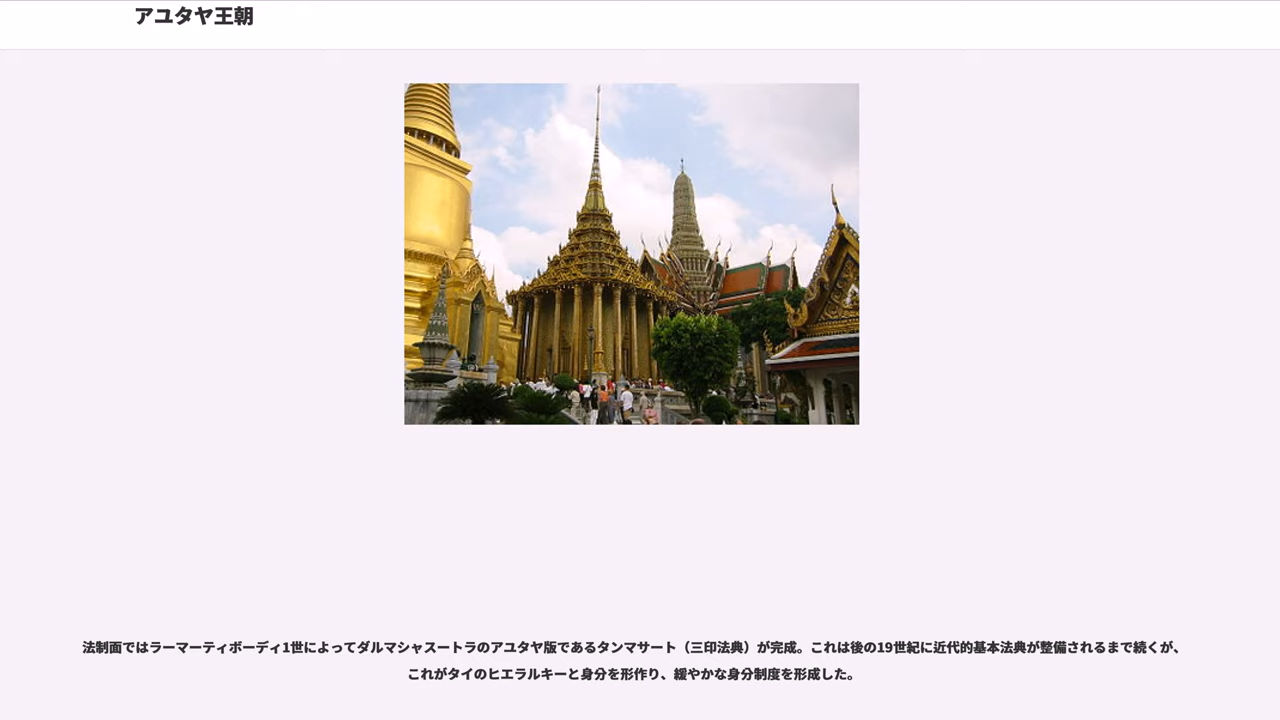 アユタヤ王朝
法制面ではラーマーティボーディ1世によってダルマシャスートラのアユタヤ版であるタンマサート（三印法典）が完成。これは後の19世紀に近代的基本法典が整備されるまで続くが、
これがタイのヒエラルキーと身分を形作り、緩やかな身分制度を形成した。